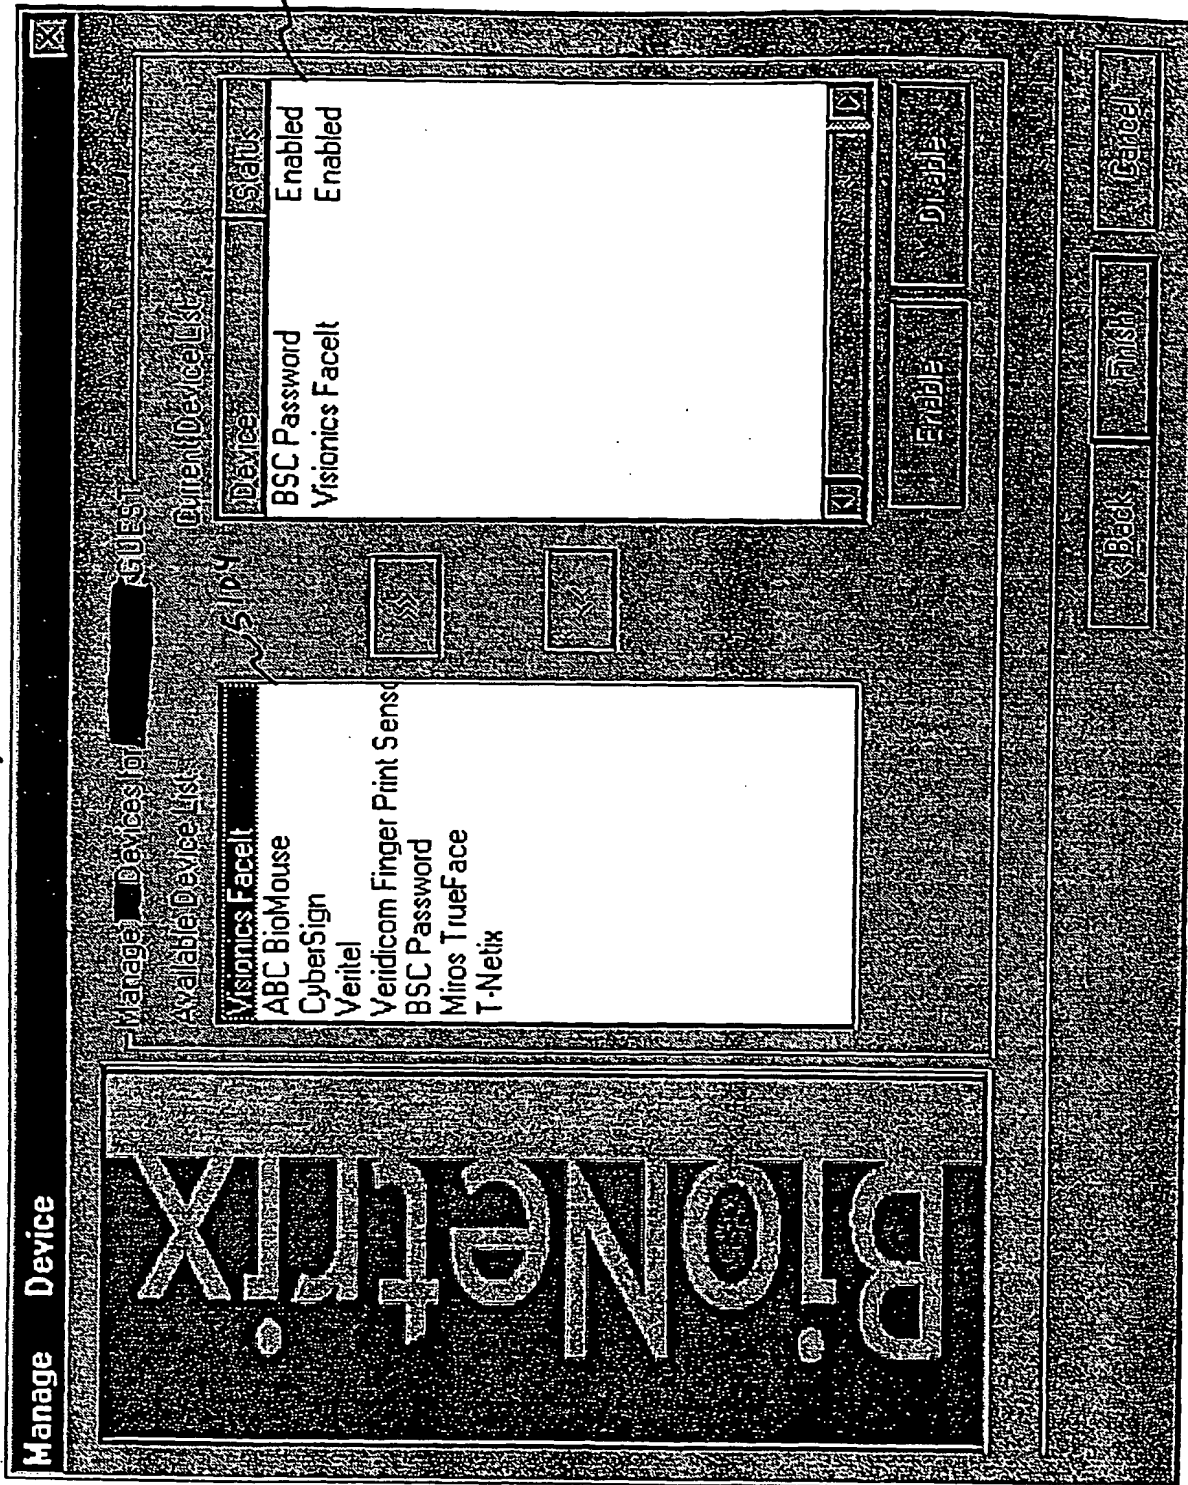 Manage Device
BioNetrix
Manage Devices for GUEST
Available Device List
Visionics FaceIt
ABC BioMouse
CyberSign
Veritel
Veridicom Finger Print Senso
BSC Password
Miros TrueFace
T-Netix
5104
>>
<<
Current Device List
Device Status
BSC Password Enabled
Visionics FaceIt Enabled
Enable Disable
< Back Finish Cancel